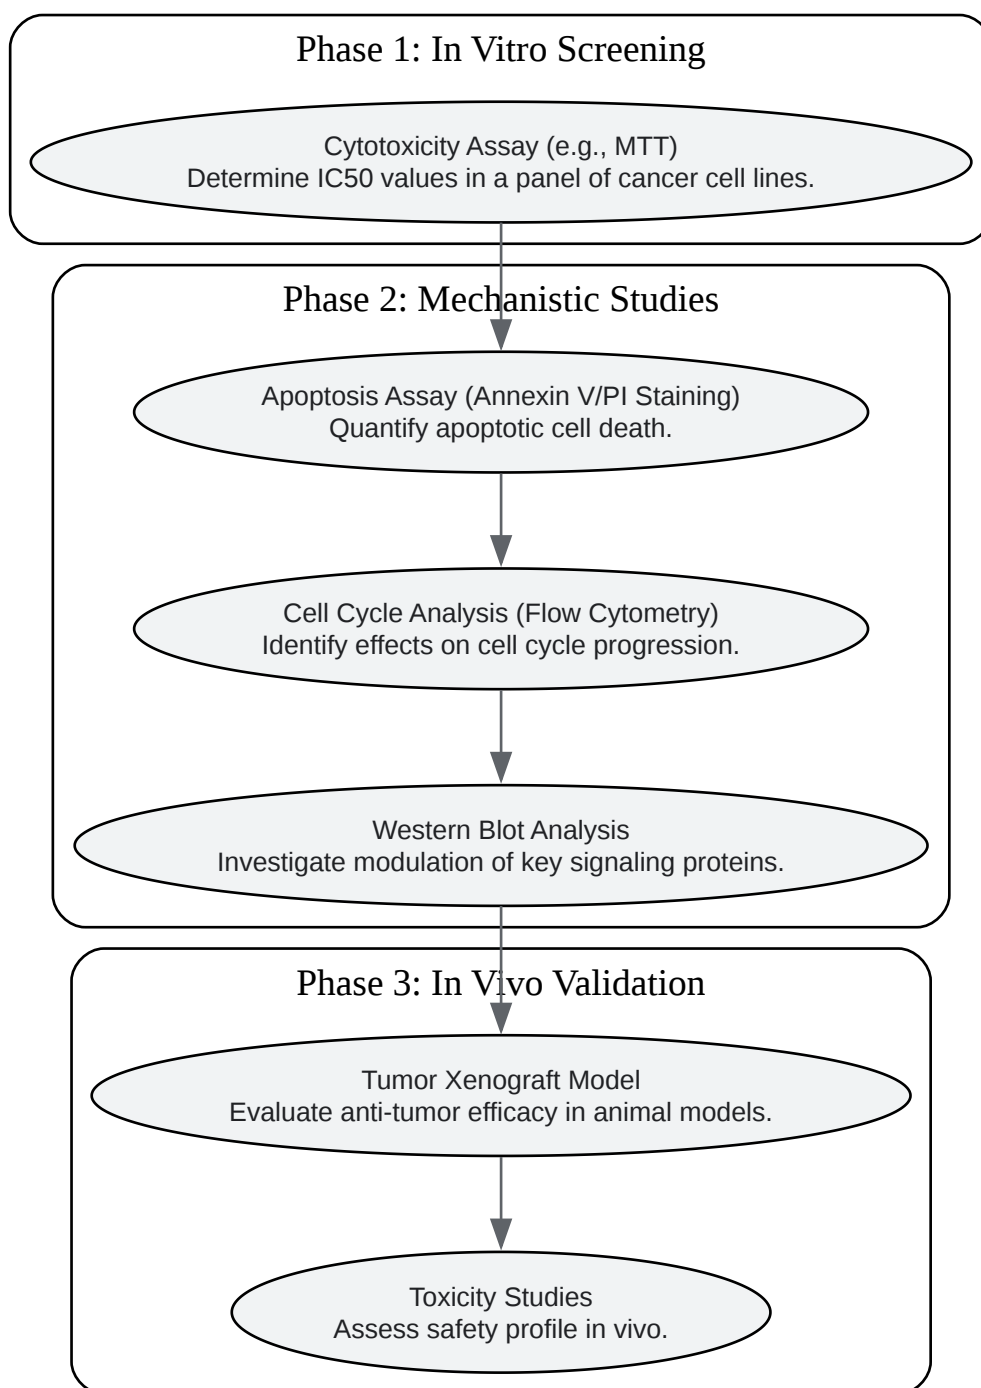 Phase 1: In Vitro Screening
Cytotoxicity Assay (e.g., MTT)
Determine IC50 values in a panel of cancer cell lines.
Phase 2: Mechanistic Studies
Apoptosis Assay (Annexin V/PI Staining)
Quantify apoptotic cell death.
Cell Cycle Analysis (Flow Cytometry)
Identify effects on cell cycle progression.
Western Blot Analysis
Investigate modulation of key signaling proteins.
Phase 3: In Vivo Validation
Tumor Xenograft Model
Evaluate anti-tumor efficacy in animal models.
Toxicity Studies
Assess safety profile in vivo.